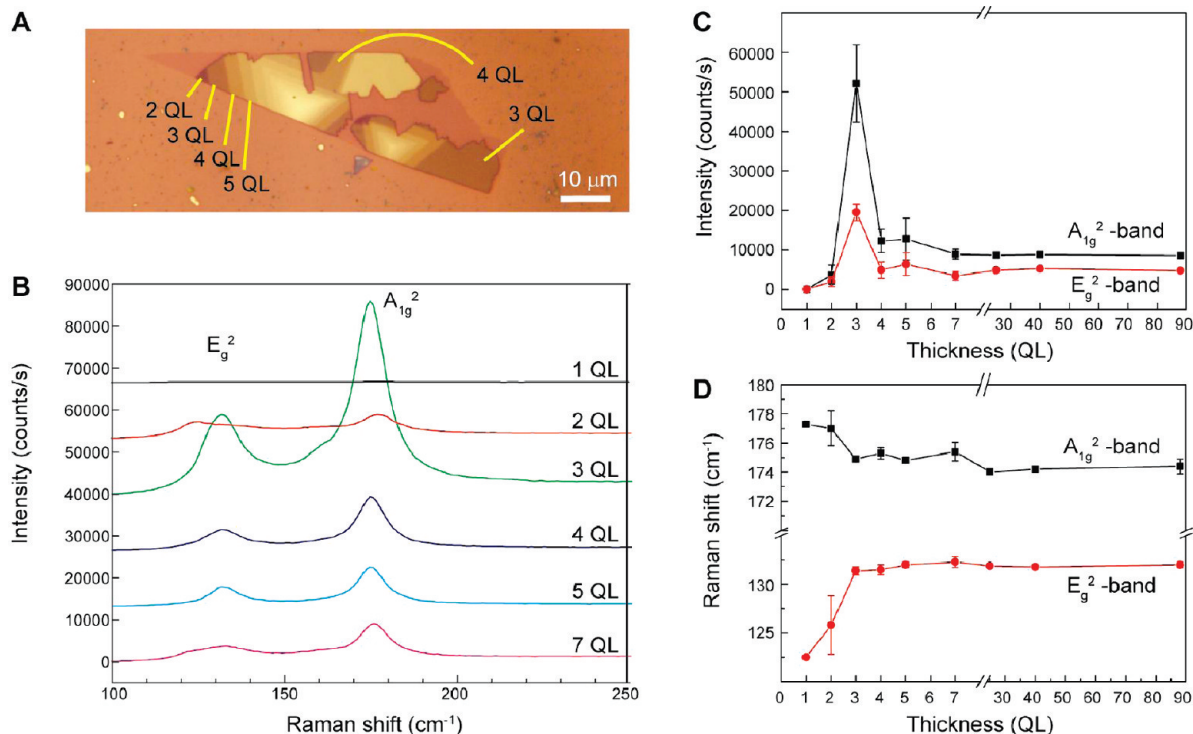 A
2 QL
3 QL
4 QL
5 QL
4 QL
3 QL
10 μm
B
Intensity (counts/s)
90000
80000
70000
60000
50000
40000
30000
20000
10000
0
E_g^2
A_1g^2
1 QL
2 QL
3 QL
4 QL
5 QL
7 QL
100 150 200 250
Raman shift (cm^-1)
C
Intensity (counts/s)
60000
50000
40000
30000
20000
10000
0
A_1g^2 -band
E_g^2 -band
0 1 2 3 4 5 6 7 30 40 50 60 70 80 90
Thickness (QL)
D
Raman shift (cm^-1)
180
178
176
174
172
130
125
A_1g^2 -band
E_g^2 -band
0 1 2 3 4 5 6 7 30 40 50 60 70 80 90
Thickness (QL)